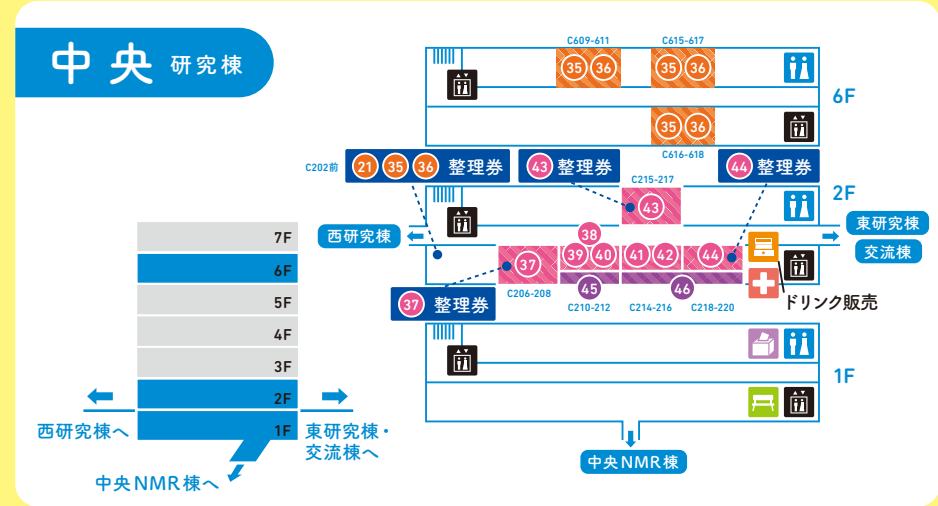 中央 研究棟
C609-611
C615-617
35 36
35 36
6F
35 36
C616-618
C202前
21 35 36 整理券
43 整理券
44 整理券
C215-217
43
2F
西研究棟
東研究棟
交流棟
38
37
39 40
41 42
44
45
46
C206-208
C210-212
C214-216
C218-220
ドリンク販売
37 整理券
1F
中央NMR棟
7F
6F
5F
4F
3F
2F
1F
西研究棟へ
東研究棟・
交流棟へ
中央NMR棟へ